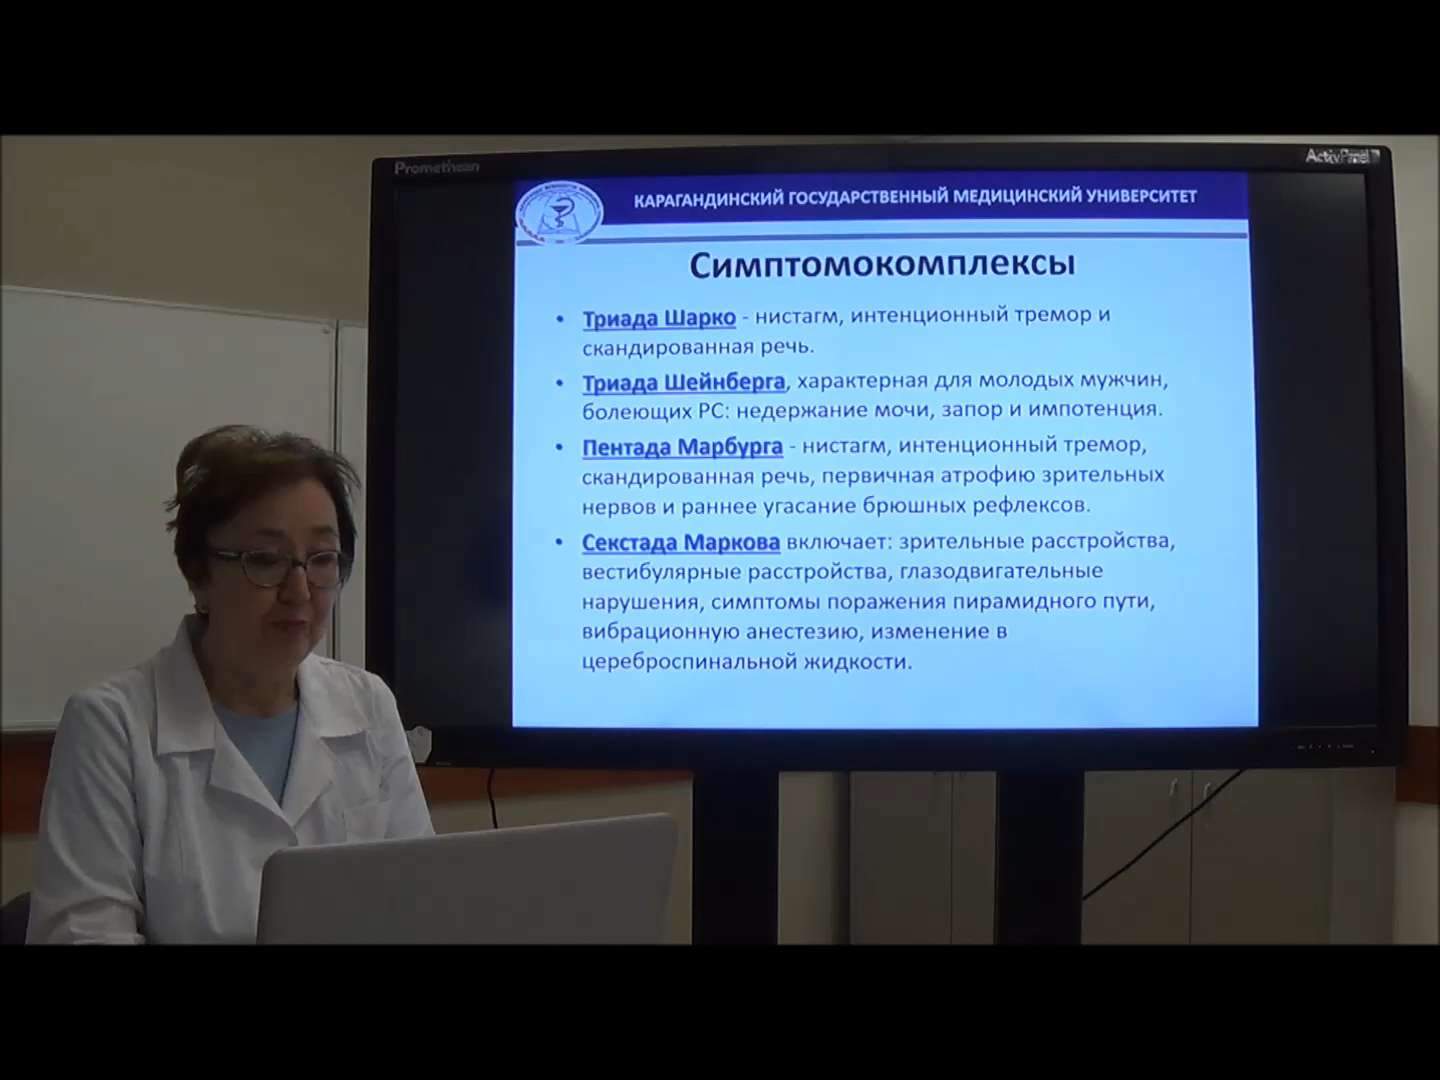 Promethean
ActivPanel
КАРАГАНДИНСКИЙ ГОСУДАРСТВЕННЫЙ МЕДИЦИНСКИЙ УНИВЕРСИТЕТ
Симптомокомплексы
• Триада Шарко - нистагм, интенционный тремор и
скандированная речь.
• Триада Шейнберга, характерная для молодых мужчин,
болеющих РС: недержание мочи, запор и импотенция.
• Пентада Марбурга - нистагм, интенционный тремор,
скандированная речь, первичная атрофию зрительных
нервов и раннее угасание брюшных рефлексов.
• Секстада Маркова включает: зрительные расстройства,
вестибулярные расстройства, глазодвигательные
нарушения, симптомы поражения пирамидного пути,
вибрационную анестезию, изменение в
цереброспинальной жидкости.